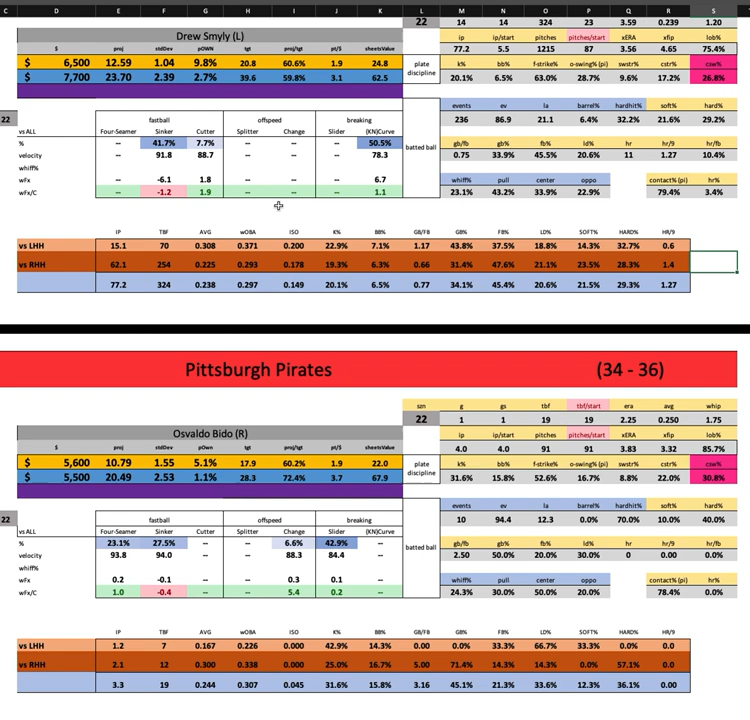 C D E F G H I J K L M N O P Q R S
22 14 14 324 23 3.59 0.239 1.20
Drew Smyly (L)
ip ip/start pitches pitches/start xERA xfip lob%
77.2 5.5 1215 87 3.56 4.65 75.4%
$ proj stdDev pOWN tgt proj/tgt pt/$ sheetsValue
$ 6,500 12.59 1.04 9.8% 20.8 60.6% 1.9 24.8
$ 7,700 23.70 2.39 2.7% 39.6 59.8% 3.1 62.5
plate discipline
k% bb% f-strike% o-swing% (pi) swstr% cstr% csw%
20.1% 6.5% 63.0% 28.7% 9.6% 17.2% 26.8%
events ev la barrel% hardhit% soft% hard%
236 86.9 21.1 6.4% 32.2% 21.6% 29.2%
22 fastball offspeed breaking
vs ALL Four-Seamer Sinker Cutter Splitter Change Slider (KN)Curve
% -- 41.7% 7.7% -- -- -- 50.5%
velocity -- 91.8 88.7 -- -- -- 78.3
whiff%
wFx -- -6.1 1.8 -- -- -- 6.7
wFx/C -- -1.2 1.9 -- -- -- 1.1
batted ball
gb/fb gb% fb% ld% hr hr/9 hr/fb
0.75 33.9% 45.5% 20.6% 11 1.27 10.4%
whiff% pull center oppo contact% (pi) hr%
23.1% 43.2% 33.9% 22.9% 79.4% 3.4%
IP TBF AVG wOBA ISO K% BB% GB/FB GB% FB% LD% SOFT% HARD% HR/9
vs LHH 15.1 70 0.308 0.371 0.200 22.9% 7.1% 1.17 43.8% 37.5% 18.8% 14.3% 32.7% 0.6
vs RHH 62.1 254 0.225 0.293 0.178 19.3% 6.3% 0.66 31.4% 47.6% 21.1% 23.5% 28.3% 1.4
77.2 324 0.238 0.297 0.149 20.1% 6.5% 0.77 34.1% 45.4% 20.6% 21.5% 29.3% 1.27
Pittsburgh Pirates (34 - 36)
szn g gs tbf tbf/start era avg whip
22 1 1 19 19 2.25 0.250 1.75
Osvaldo Bido (R)
ip ip/start pitches pitches/start xERA xfip lob%
4.0 4.0 91 91 3.83 3.32 85.7%
$ proj stdDev pOwn tgt proj/tgt pt/$ sheetsValue
$ 5,600 10.79 1.55 5.1% 17.9 60.2% 1.9 22.0
$ 5,500 20.49 2.53 1.1% 28.3 72.4% 3.7 67.9
plate discipline
k% bb% f-strike% o-swing% (pi) swstr% cstr% csw%
31.6% 15.8% 52.6% 16.7% 8.8% 22.0% 30.8%
events ev la barrel% hardhit% soft% hard%
10 94.4 12.3 0.0% 70.0% 10.0% 40.0%
22 fastball offspeed breaking
vs ALL Four-Seamer Sinker Cutter Splitter Change Slider (KN)Curve
% 23.1% 27.5% -- -- 6.6% 42.9% --
velocity 93.8 94.0 -- -- 88.3 84.4 --
whiff%
wFx 0.2 -0.1 -- -- 0.3 0.1 --
wFx/C 1.0 -0.4 -- -- 5.4 0.2 --
batted ball
gb/fb gb% fb% ld% hr hr/9 hr/fb
2.50 50.0% 20.0% 30.0% 0 0.00 0.0%
whiff% pull center oppo contact% (pi) hr%
24.3% 30.0% 50.0% 20.0% 78.4% 0.0%
IP TBF AVG wOBA ISO K% BB% GB/FB GB% FB% LD% SOFT% HARD% HR/9
vs LHH 1.2 7 0.167 0.226 0.000 42.9% 14.3% 0.00 0.0% 33.3% 66.7% 33.3% 0.0% 0.0
vs RHH 2.1 12 0.300 0.338 0.000 25.0% 16.7% 5.00 71.4% 14.3% 14.3% 0.0% 57.1% 0.0
3.3 19 0.244 0.307 0.045 31.6% 15.8% 3.16 45.1% 21.3% 33.6% 12.3% 36.1% 0.00